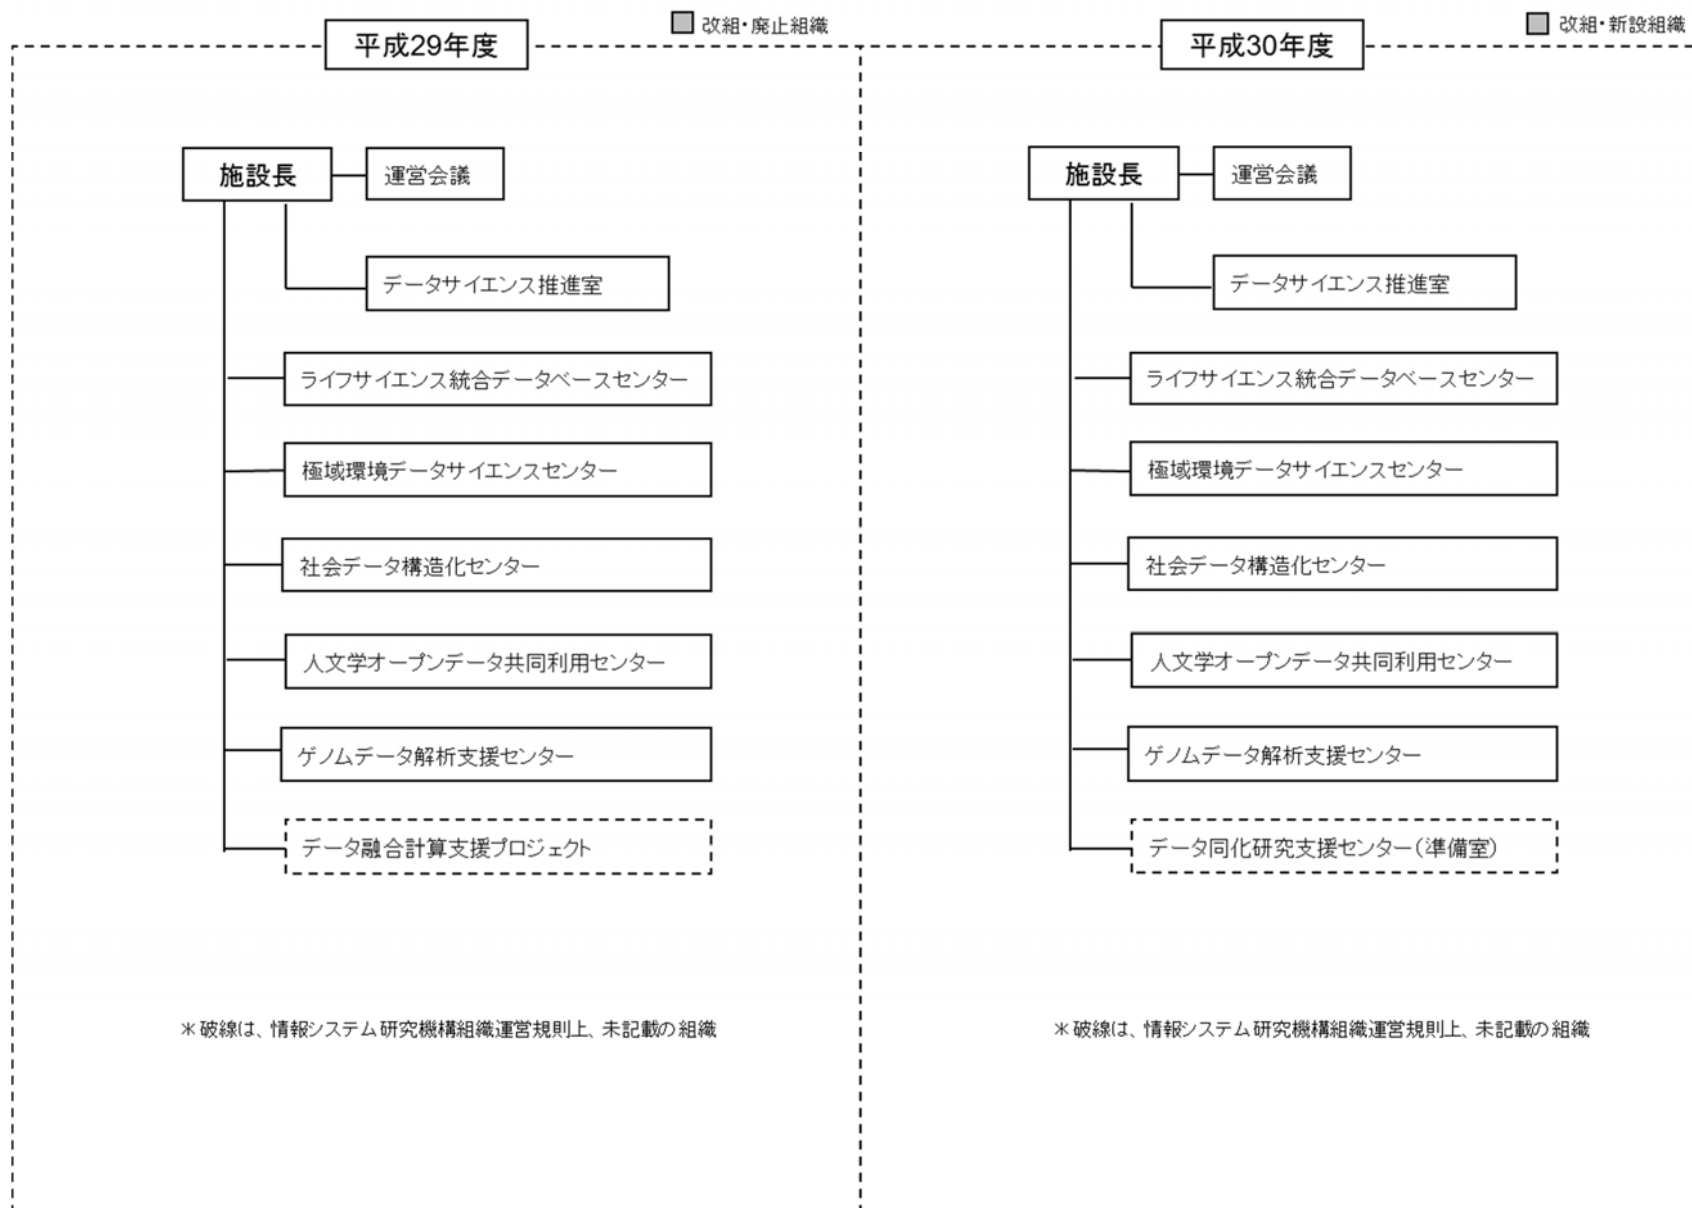 平成29年度
改組・廃止組織
施設長
運営会議
データサイエンス推進室
ライフサイエンス統合データベースセンター
極域環境データサイエンスセンター
社会データ構造化センター
人文学オープンデータ共同利用センター
ゲノムデータ解析支援センター
データ融合計算支援プロジェクト
＊破線は、情報システム研究機構組織運営規則上、未記載の組織
平成30年度
改組・新設組織
施設長
運営会議
データサイエンス推進室
ライフサイエンス統合データベースセンター
極域環境データサイエンスセンター
社会データ構造化センター
人文学オープンデータ共同利用センター
ゲノムデータ解析支援センター
データ同化研究支援センター（準備室）
＊破線は、情報システム研究機構組織運営規則上、未記載の組織